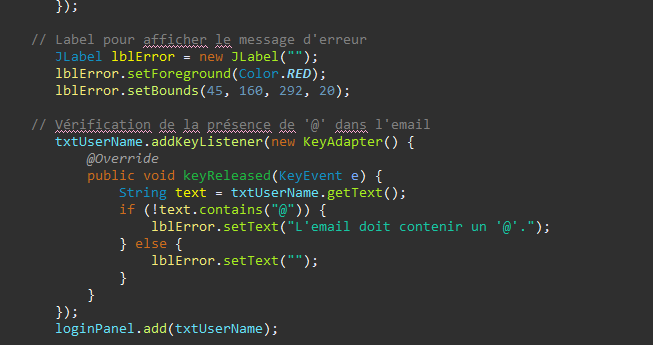 });
// Label pour afficher le message d'erreur
JLabel lblError = new JLabel("");
lblError.setForeground(Color.RED);
lblError.setBounds(45, 160, 292, 20);
// Vérification de la présence de '@' dans l'email
txtUserName.addKeyListener(new KeyAdapter() {
@Override
public void keyReleased(KeyEvent e) {
String text = txtUserName.getText();
if (!text.contains("@")) {
lblError.setText("L'email doit contenir un '@'.");
} else {
lblError.setText("");
}
}
});
loginPanel.add(txtUserName);